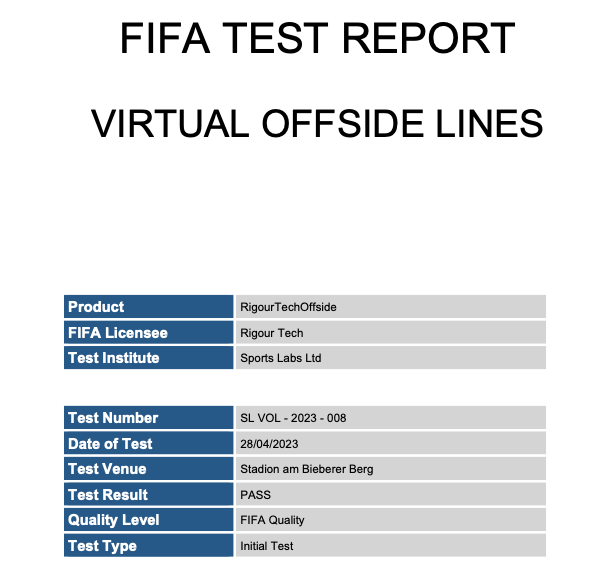 FIFA TEST REPORT
VIRTUAL OFFSIDE LINES
Product RigourTechOffside
FIFA Licensee Rigour Tech
Test Institute Sports Labs Ltd
Test Number SL VOL - 2023 - 008
Date of Test 28/04/2023
Test Venue Stadion am Bieberer Berg
Test Result PASS
Quality Level FIFA Quality
Test Type Initial Test